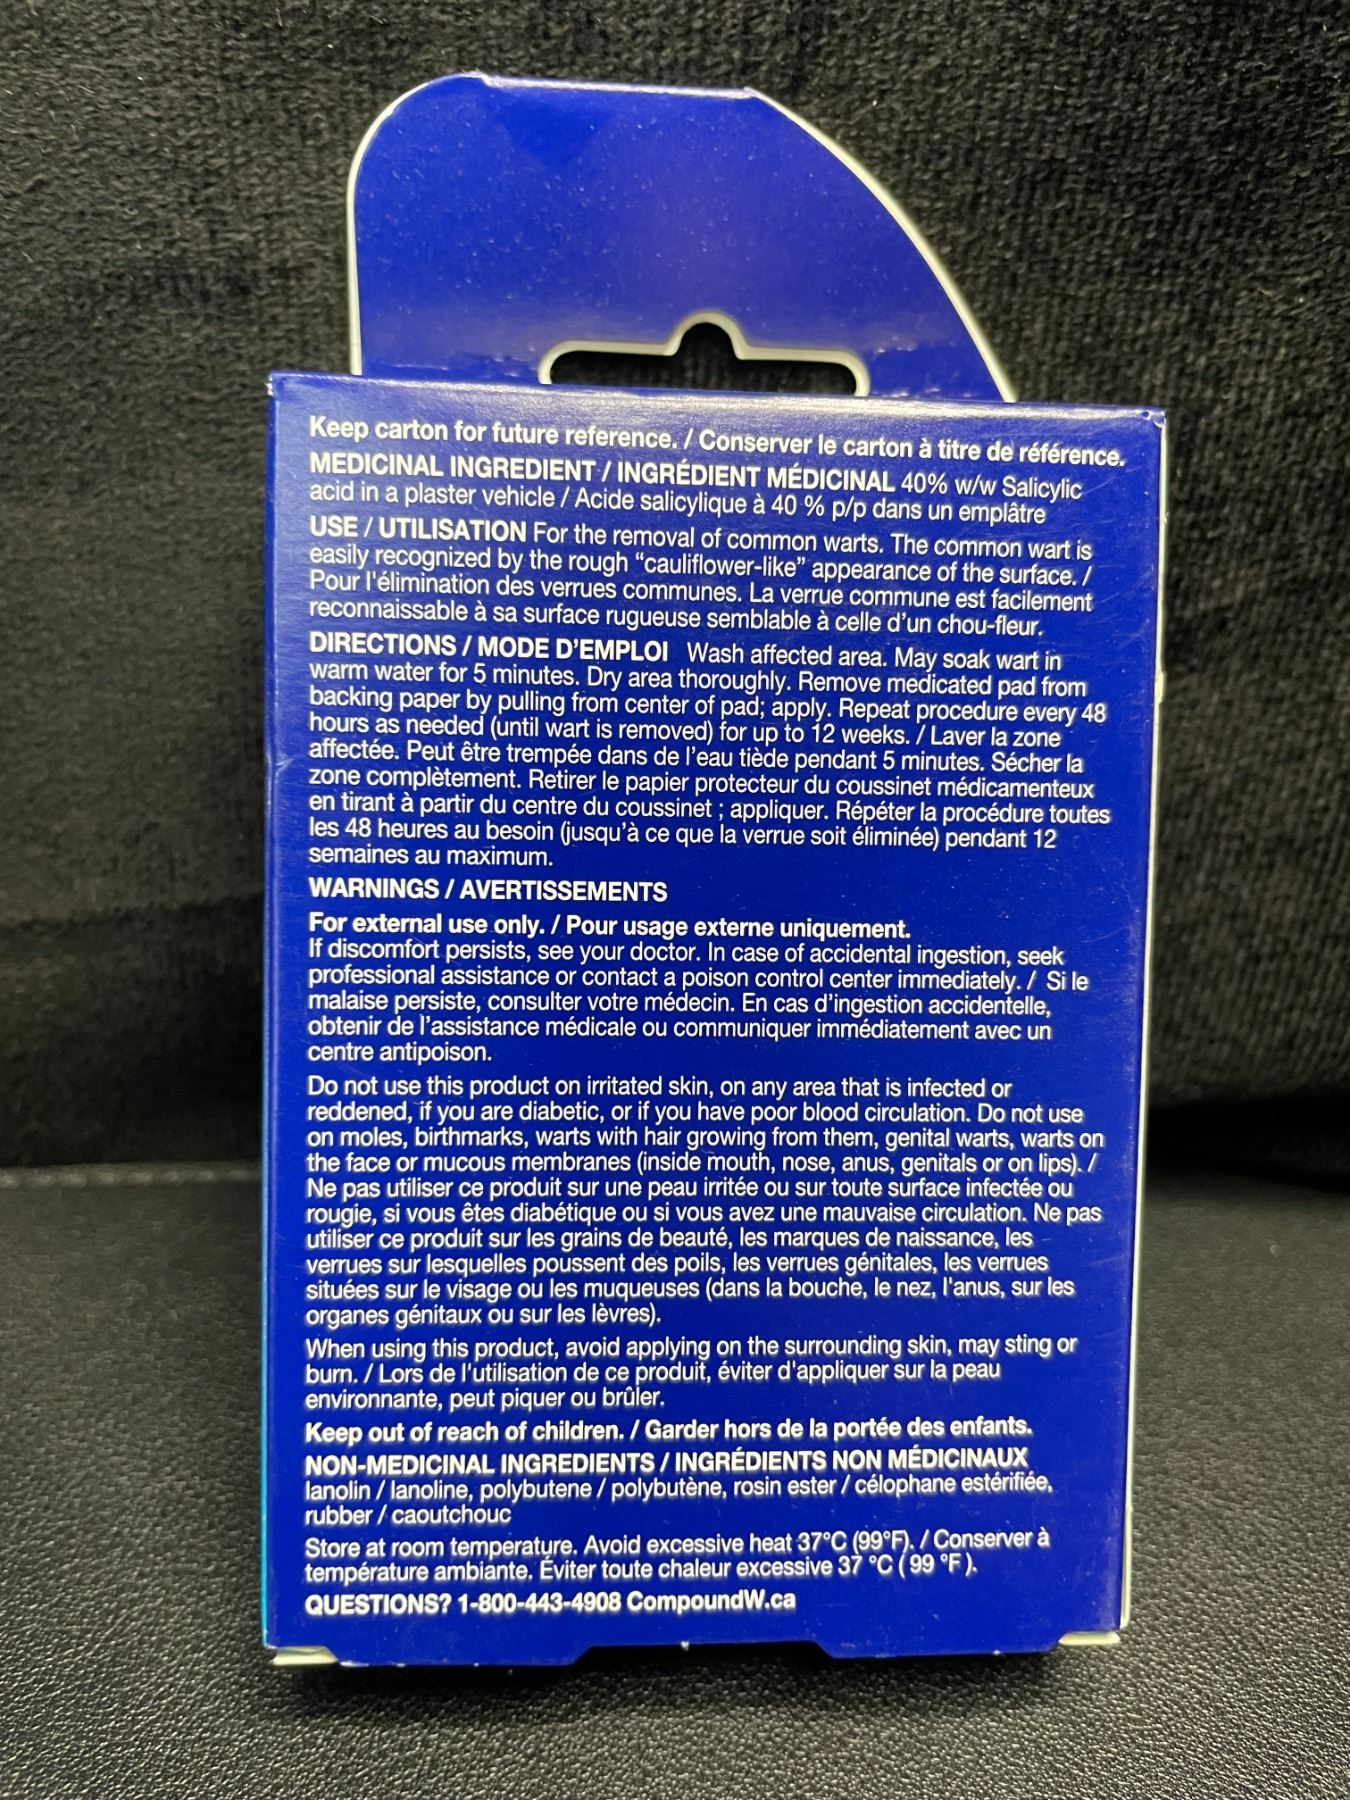 Keep carton for future reference. / Conserver le carton à titre de référence.
MEDICINAL INGREDIENT / INGRÉDIENT MÉDICINAL 40% w/w Salicylic
acid in a plaster vehicle / Acide salicylique à 40 % p/p dans un emplâtre
USE / UTILISATION For the removal of common warts. The common wart is
easily recognized by the rough “cauliflower-like” appearance of the surface. /
Pour l'élimination des verrues communes. La verrue commune est facilement
reconnaissable à sa surface rugueuse semblable à celle d’un chou-fleur.
DIRECTIONS / MODE D’EMPLOI Wash affected area. May soak wart in
warm water for 5 minutes. Dry area thoroughly. Remove medicated pad from
backing paper by pulling from center of pad; apply. Repeat procedure every 48
hours as needed (until wart is removed) for up to 12 weeks. / Laver la zone
affectée. Peut être trempée dans de l’eau tiède pendant 5 minutes. Sécher la
zone complètement. Retirer le papier protecteur du coussinet médicamenteux
en tirant à partir du centre du coussinet ; appliquer. Répéter la procédure toutes
les 48 heures au besoin (jusqu’à ce que la verrue soit éliminée) pendant 12
semaines au maximum.
WARNINGS / AVERTISSEMENTS
For external use only. / Pour usage externe uniquement.
If discomfort persists, see your doctor. In case of accidental ingestion, seek
professional assistance or contact a poison control center immediately. / Si le
malaise persiste, consulter votre médecin. En cas d’ingestion accidentelle,
obtenir de l’assistance médicale ou communiquer immédiatement avec un
centre antipoison.
Do not use this product on irritated skin, on any area that is infected or
reddened, if you are diabetic, or if you have poor blood circulation. Do not use
on moles, birthmarks, warts with hair growing from them, genital warts, warts on
the face or mucous membranes (inside mouth, nose, anus, genitals or on lips). /
Ne pas utiliser ce produit sur une peau irritée ou sur toute surface infectée ou
rougie, si vous êtes diabétique ou si vous avez une mauvaise circulation. Ne pas
utiliser ce produit sur les grains de beauté, les marques de naissance, les
verrues sur lesquelles poussent des poils, les verrues génitales, les verrues
situées sur le visage ou les muqueuses (dans la bouche, le nez, l'anus, sur les
organes génitaux ou sur les lèvres).
When using this product, avoid applying on the surrounding skin, may sting or
burn. / Lors de l'utilisation de ce produit, éviter d'appliquer sur la peau
environnante, peut piquer ou brûler.
Keep out of reach of children. / Garder hors de la portée des enfants.
NON-MEDICINAL INGREDIENTS / INGRÉDIENTS NON MÉDICINAUX
lanolin / lanoline, polybutene / polybutène, rosin ester / célophane estérifiée,
rubber / caoutchouc
Store at room temperature. Avoid excessive heat 37°C (99°F). / Conserver à
température ambiante. Éviter toute chaleur excessive 37 °C ( 99 °F ).
QUESTIONS? 1-800-443-4908 CompoundW.ca